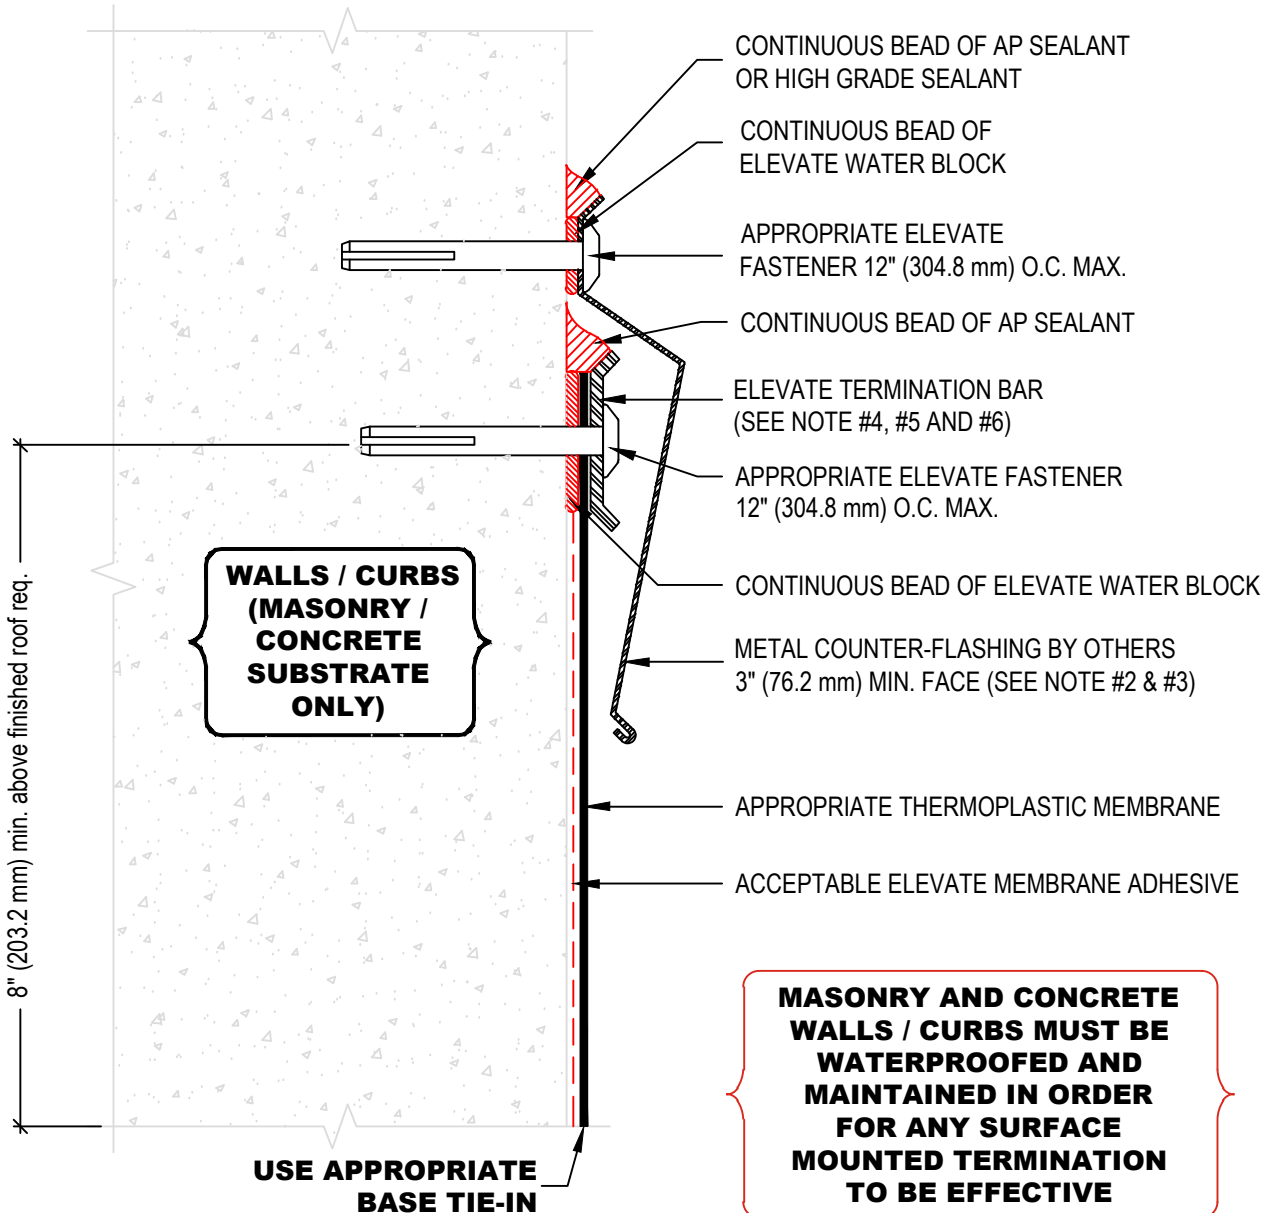 CONTINUOUS BEAD OF AP SEALANT
OR HIGH GRADE SEALANT
CONTINUOUS BEAD OF
ELEVATE WATER BLOCK
APPROPRIATE ELEVATE
FASTENER 12" (304.8 mm) O.C. MAX.
CONTINUOUS BEAD OF AP SEALANT
ELEVATE TERMINATION BAR
(SEE NOTE #4, #5 AND #6)
APPROPRIATE ELEVATE FASTENER
12" (304.8 mm) O.C. MAX.
CONTINUOUS BEAD OF ELEVATE WATER BLOCK
METAL COUNTER-FLASHING BY OTHERS
3" (76.2 mm) MIN. FACE (SEE NOTE #2 & #3)
APPROPRIATE THERMOPLASTIC MEMBRANE
ACCEPTABLE ELEVATE MEMBRANE ADHESIVE
WALLS / CURBS
(MASONRY /
CONCRETE
SUBSTRATE
ONLY)
8" (203.2 mm) min. above finished roof req.
USE APPROPRIATE
BASE TIE-IN
MASONRY AND CONCRETE
WALLS / CURBS MUST BE
WATERPROOFED AND
MAINTAINED IN ORDER
FOR ANY SURFACE
MOUNTED TERMINATION
TO BE EFFECTIVE